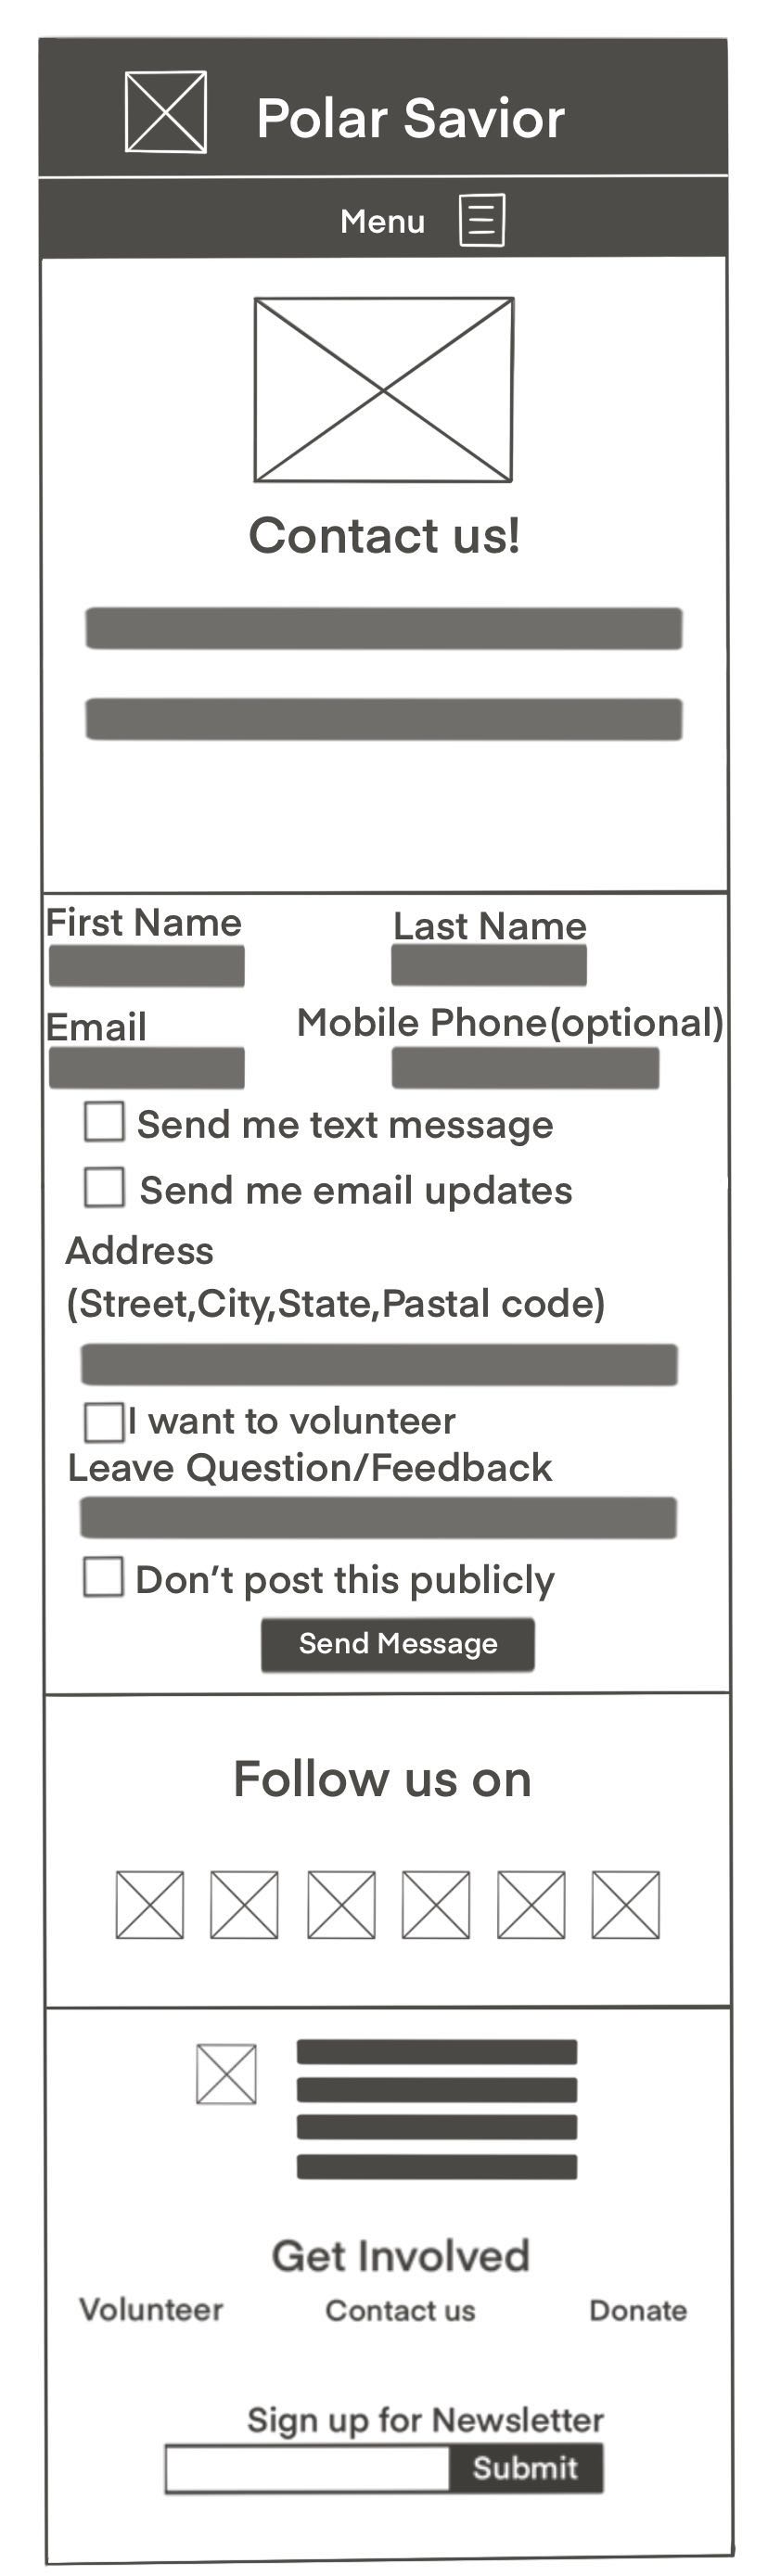 Polar Savior
Menu
Contact us!
First Name
Last Name
Email
Mobile Phone(optional)
Send me text message
Send me email updates
Address
(Street,City,State,Pastal code)
I want to volunteer
Leave Question/Feedback
Don't post this publicly
Send Message
Follow us on
Get Involved
Volunteer
Contact us
Donate
Sign up for Newsletter
Submit